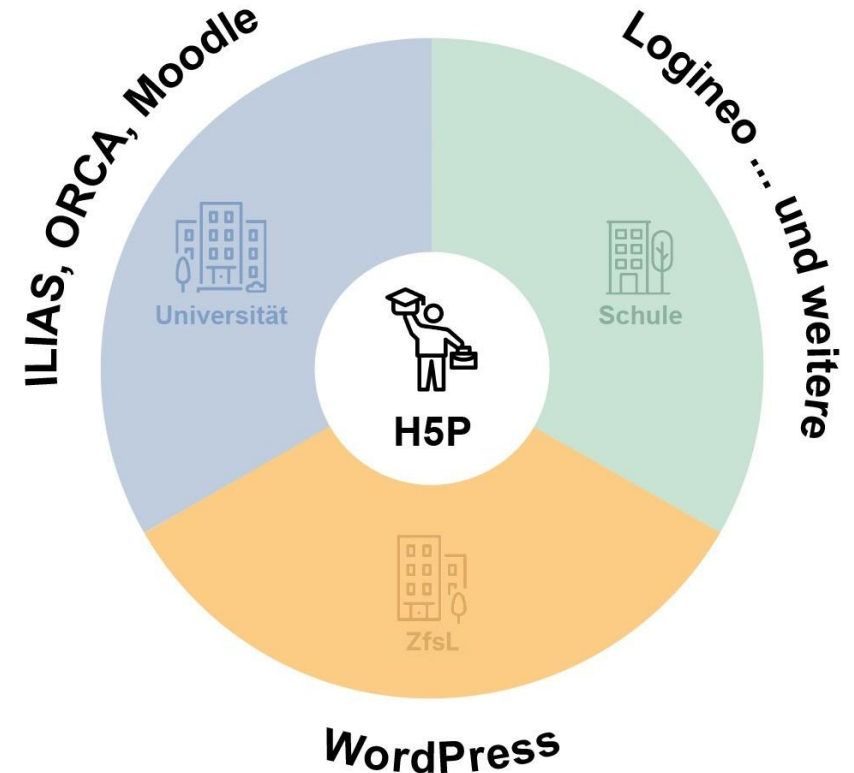 ILIAS, ORCA, Moodle
Logineo ... und weitere
Universität
Schule
H5P
ZfsL
WordPress